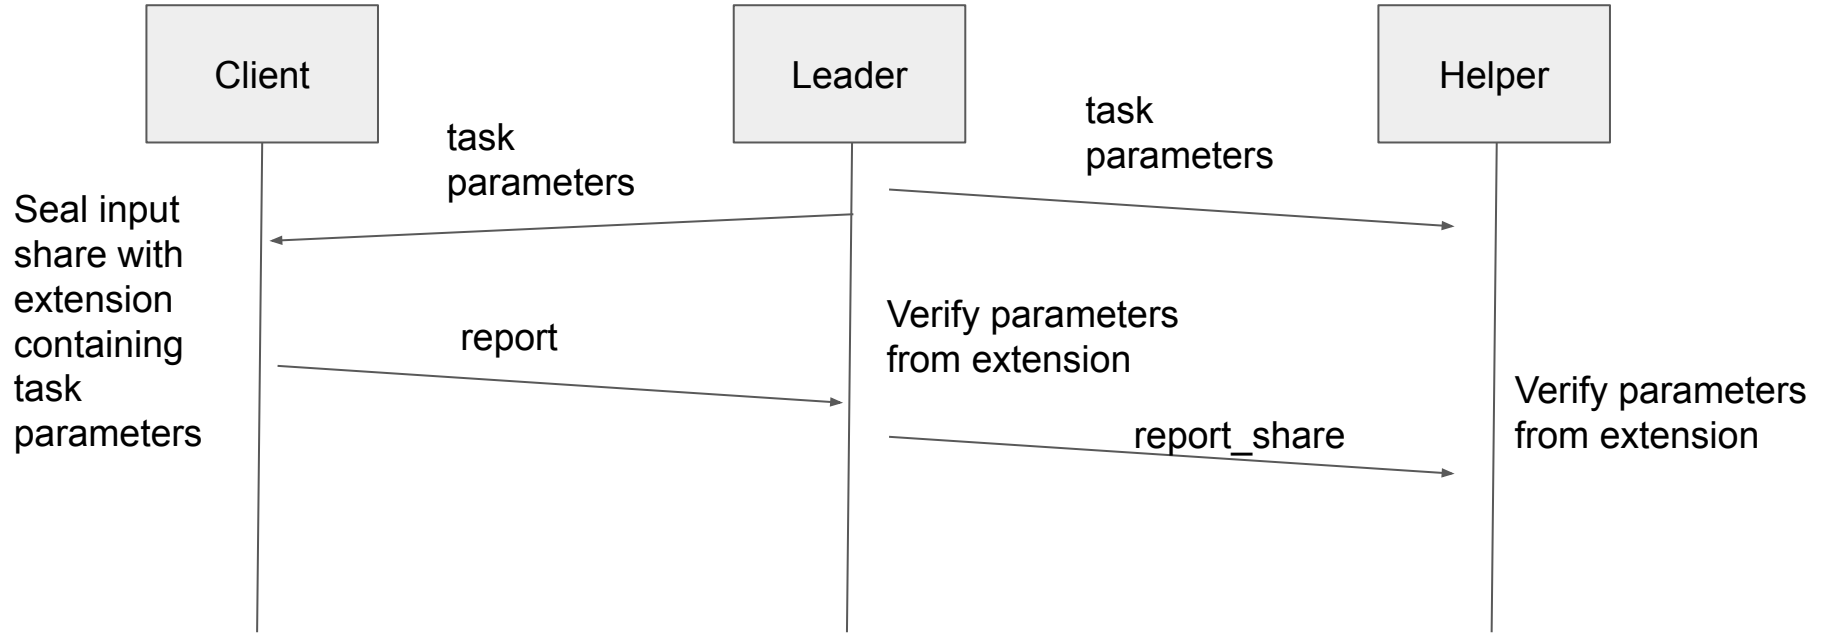 Client
Leader
Helper
task
parameters
task
parameters
Seal input
share with
extension
containing
task
parameters
report
Verify parameters
from extension
report_share
Verify parameters
from extension